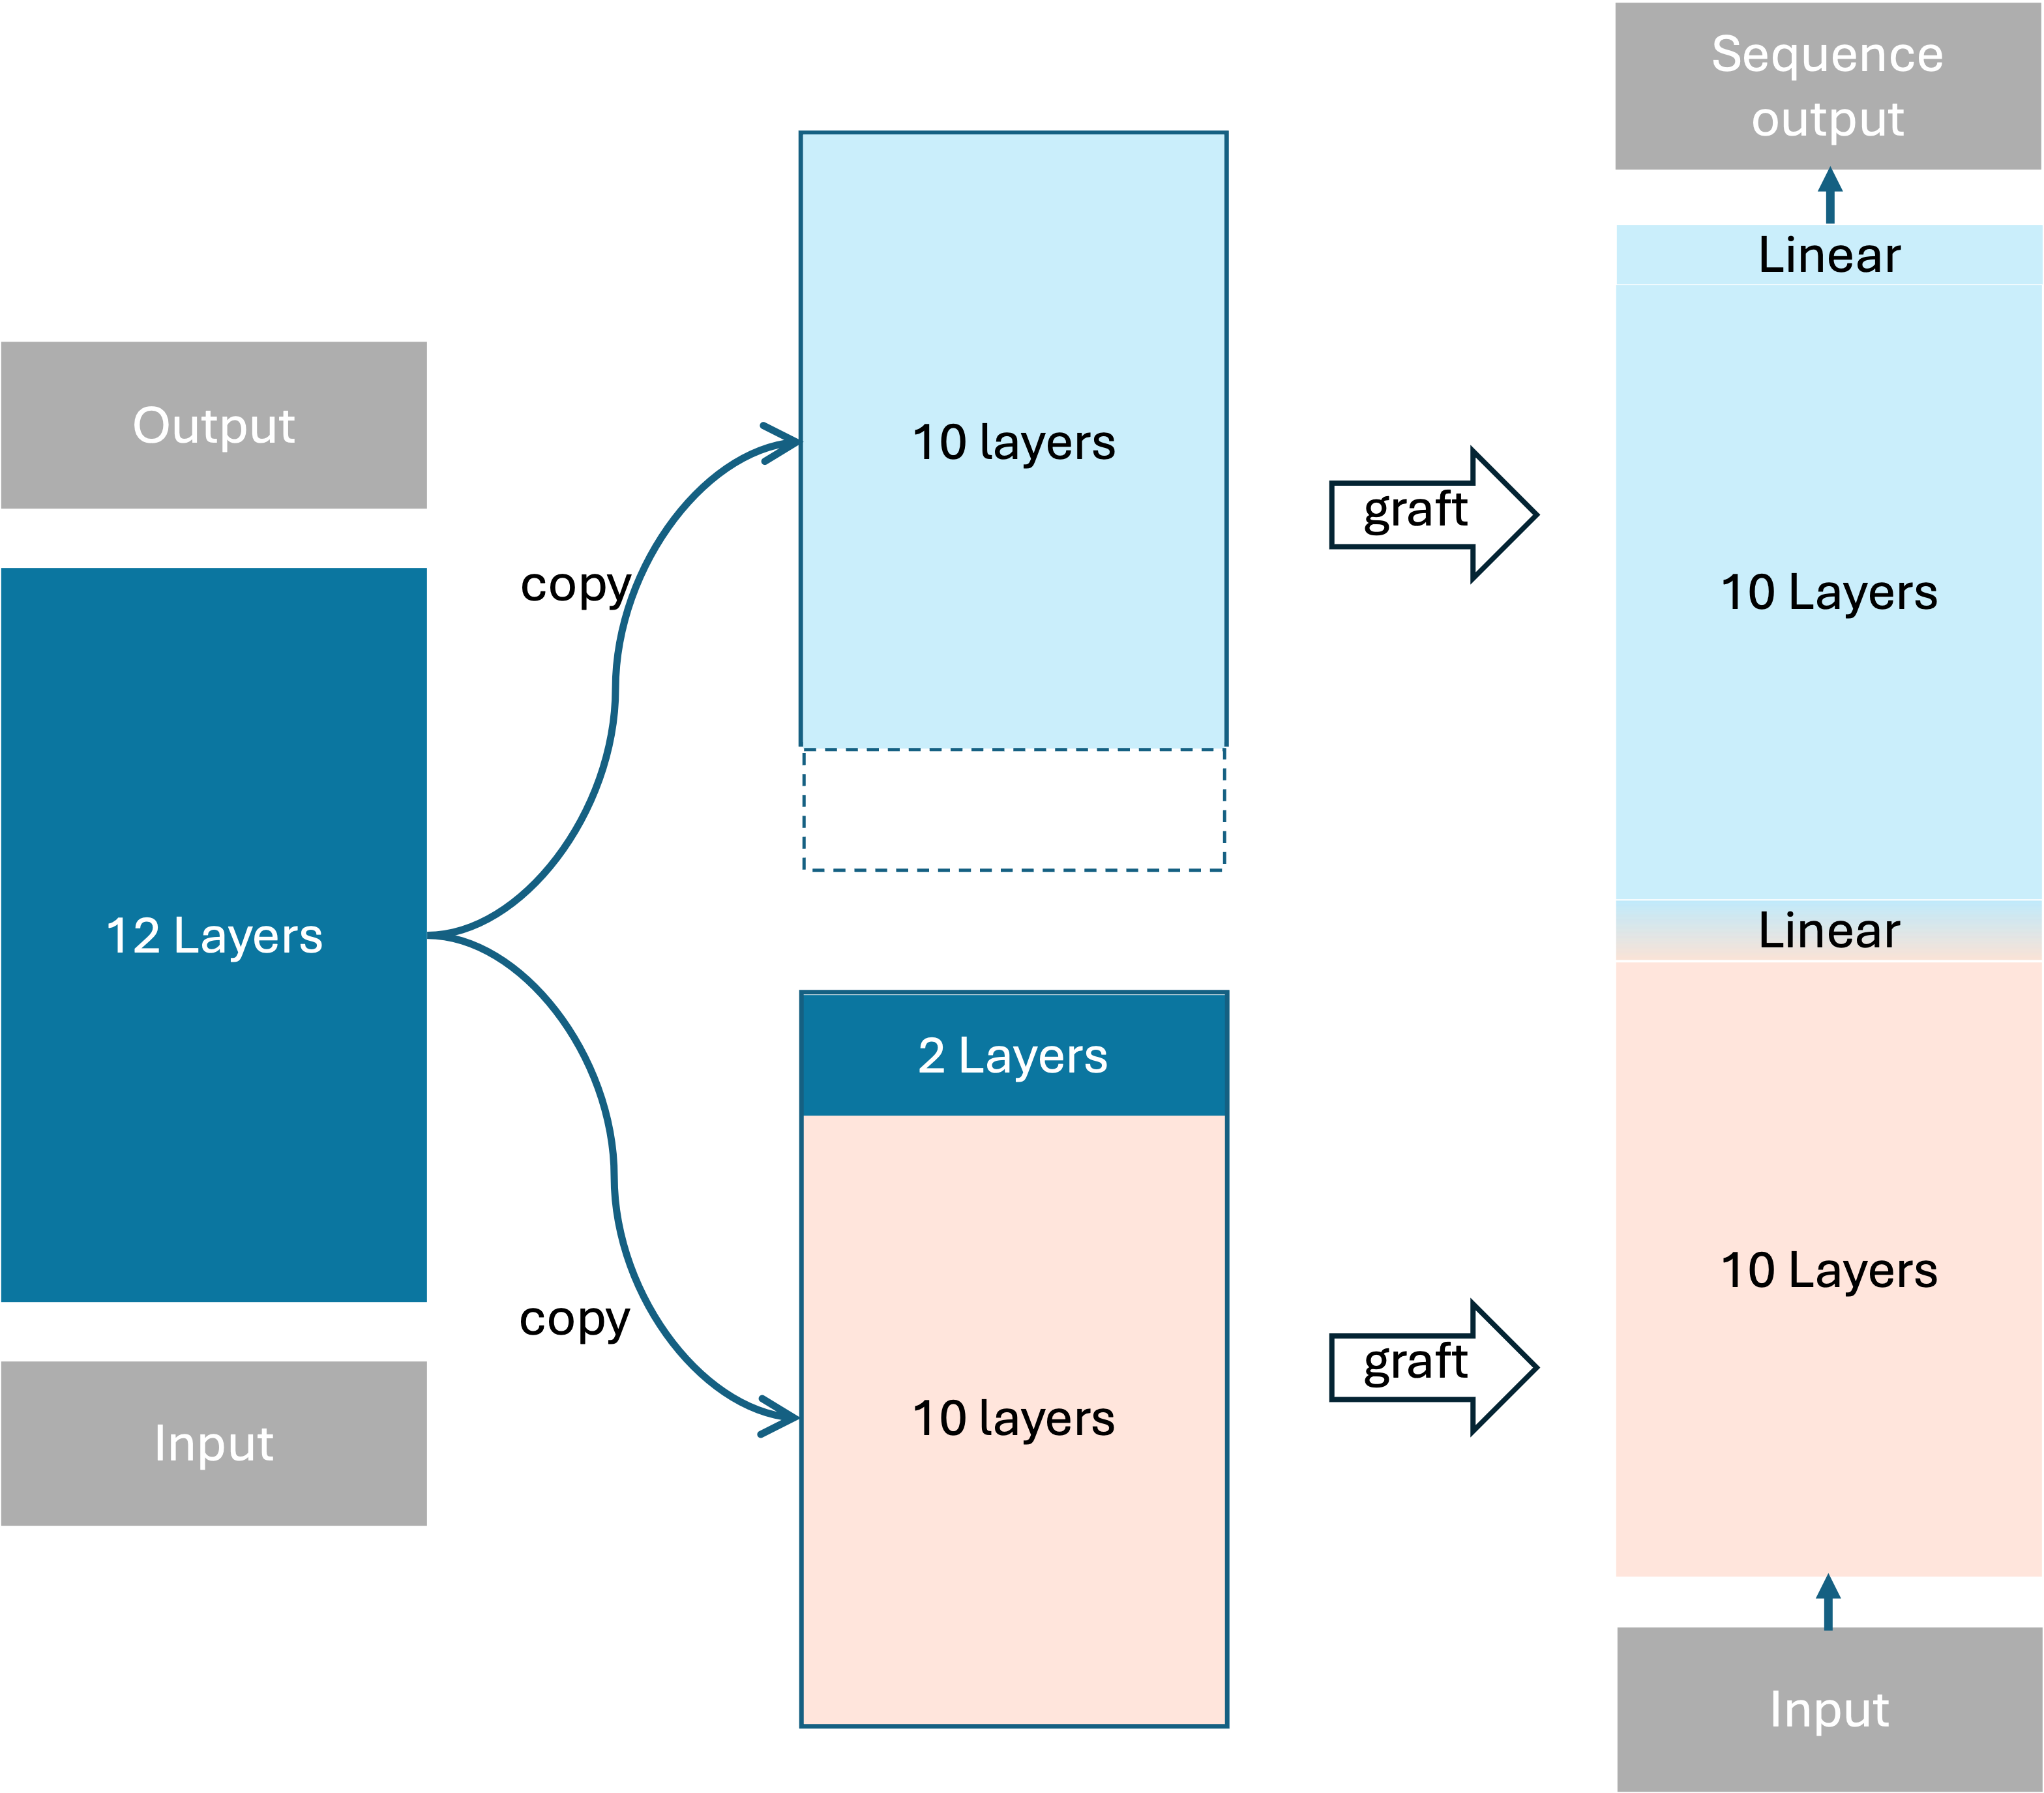 Output
12 Layers
Input
copy
copy
10 layers
2 Layers
10 layers
graft
graft
Sequence
output
Linear
10 Layers
Linear
10 Layers
Input